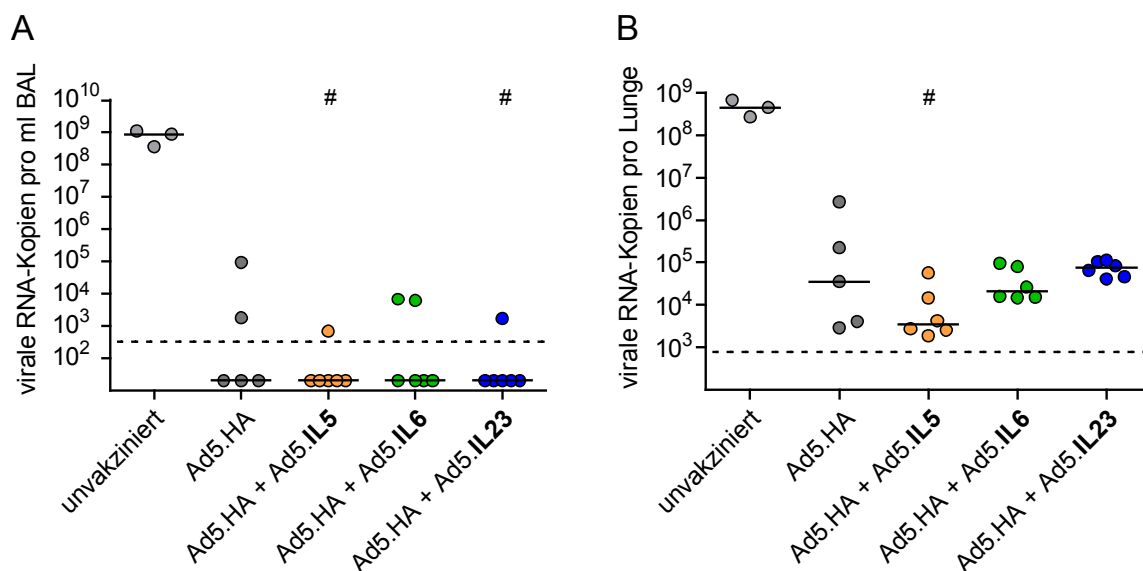 A
virale RNA-Kopien pro ml BAL
10^10
10^9
10^8
10^7
10^6
10^5
10^4
10^3
10^2
# #
unvakziniert
Ad5.HA
Ad5.HA + Ad5.IL5
Ad5.HA + Ad5.IL6
Ad5.HA + Ad5.IL23
B
virale RNA-Kopien pro Lunge
10^9
10^8
10^7
10^6
10^5
10^4
10^3
#
unvakziniert
Ad5.HA
Ad5.HA + Ad5.IL5
Ad5.HA + Ad5.IL6
Ad5.HA + Ad5.IL23